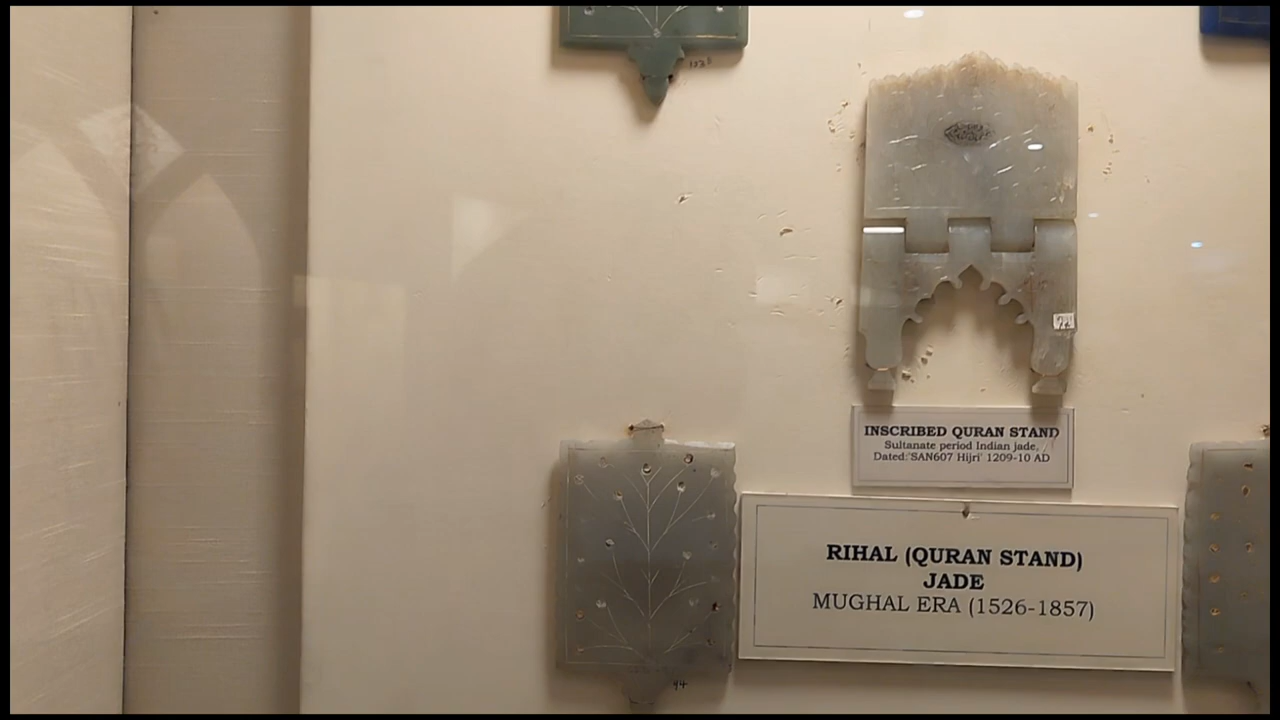 INSCRIBED QURAN STAND
Sultanate period Indian jade,
Dated:'SAN607 Hijri' 1209-10 AD
RIHAL (QURAN STAND)
JADE
MUGHAL ERA (1526-1857)